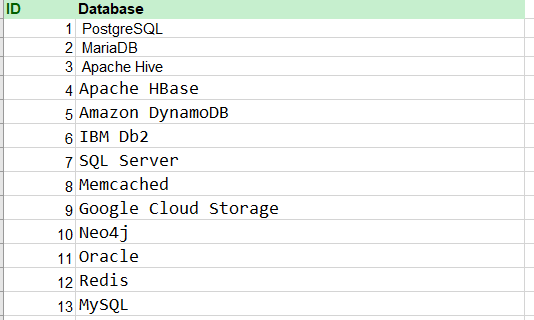 ID Database
1 PostgreSQL
2 MariaDB
3 Apache Hive
4 Apache HBase
5 Amazon DynamoDB
6 IBM Db2
7 SQL Server
8 Memcached
9 Google Cloud Storage
10 Neo4j
11 Oracle
12 Redis
13 MySQL